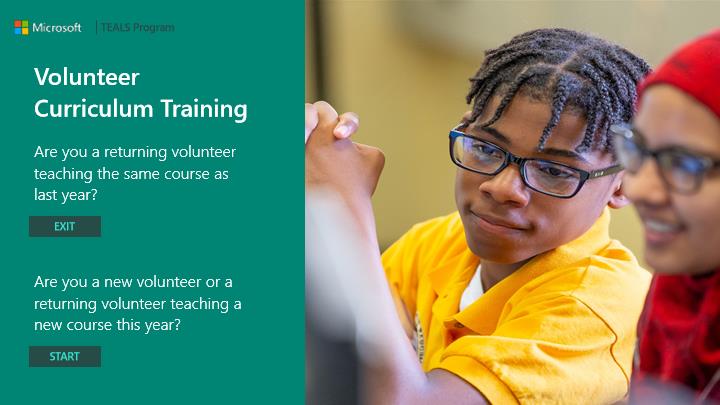 Microsoft | TEALS Program
Volunteer
Curriculum Training
Are you a returning volunteer
teaching the same course as
last year?
EXIT
Are you a new volunteer or a
returning volunteer teaching a
new course this year?
START